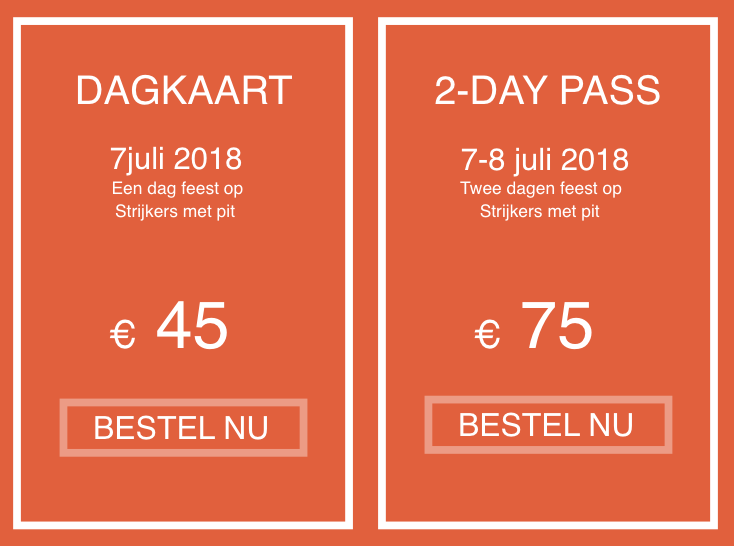 DAGKAART
7juli 2018
Een dag feest op
Strijkers met pit
€ 45
BESTEL NU
2-DAY PASS
7-8 juli 2018
Twee dagen feest op
Strijkers met pit
€ 75
BESTEL NU